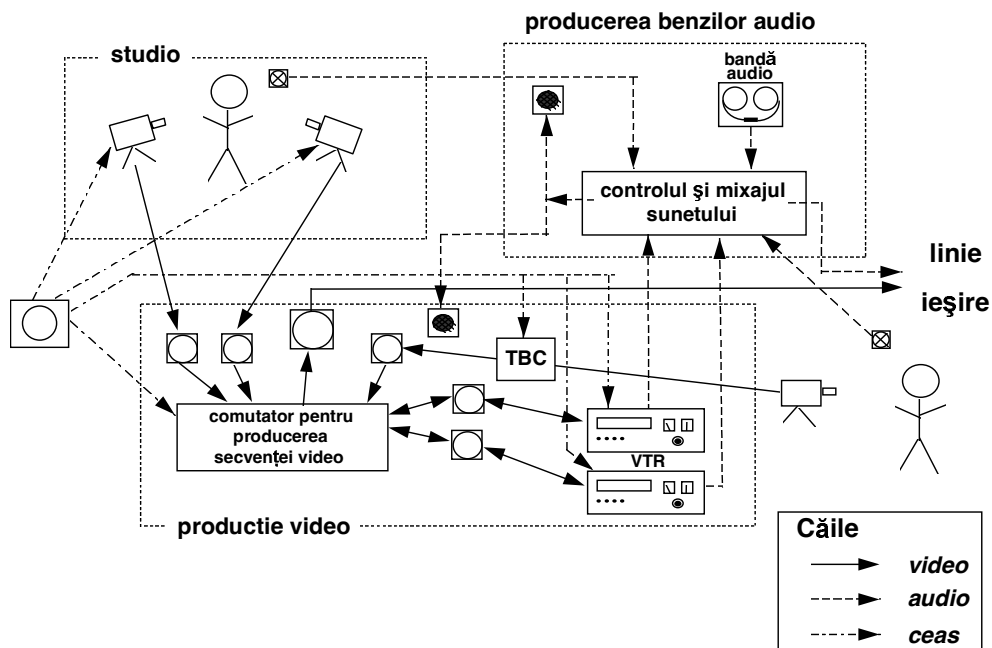 producerea benzilor audio
studio
bandă
audio
controlul şi mixajul
sunetului
linie
ieşire
TBC
comutator pentru
producerea
secvenţei video
VTR
productie video
Căile
video
audio
ceas